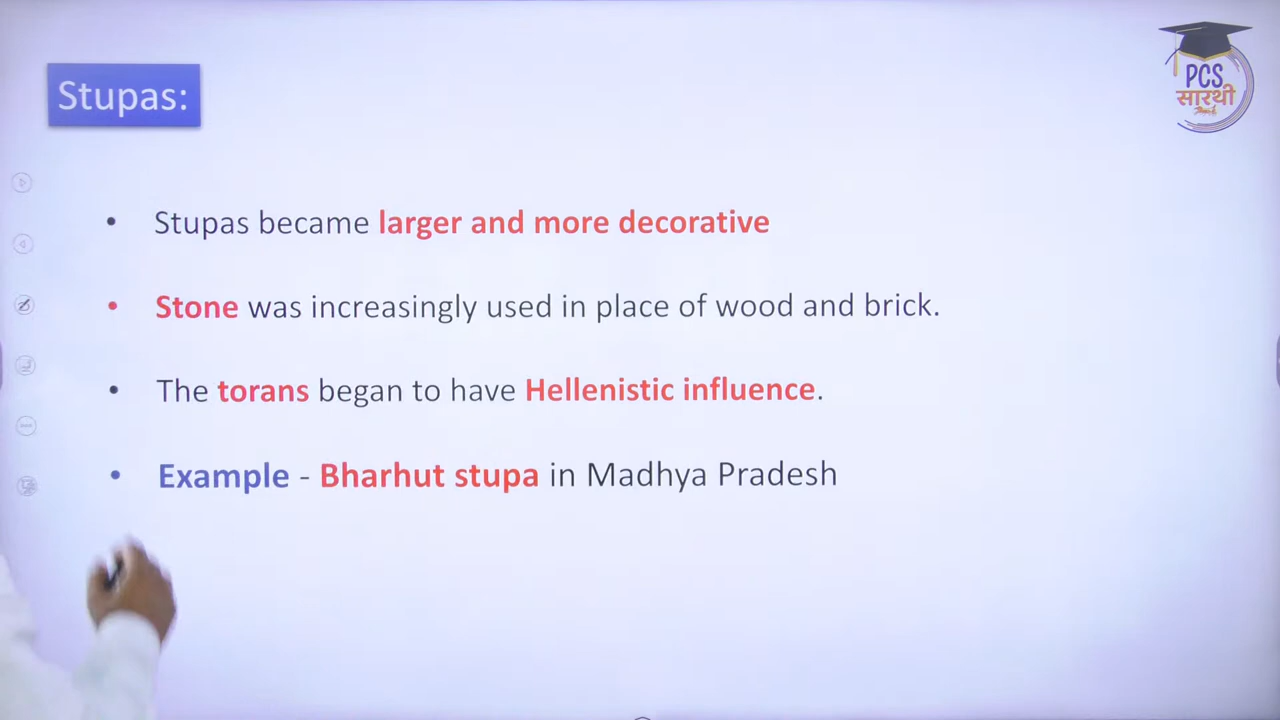 Stupas:
PCS
सारथी
• Stupas became larger and more decorative
• Stone was increasingly used in place of wood and brick.
• The torans began to have Hellenistic influence.
• Example - Bharhut stupa in Madhya Pradesh